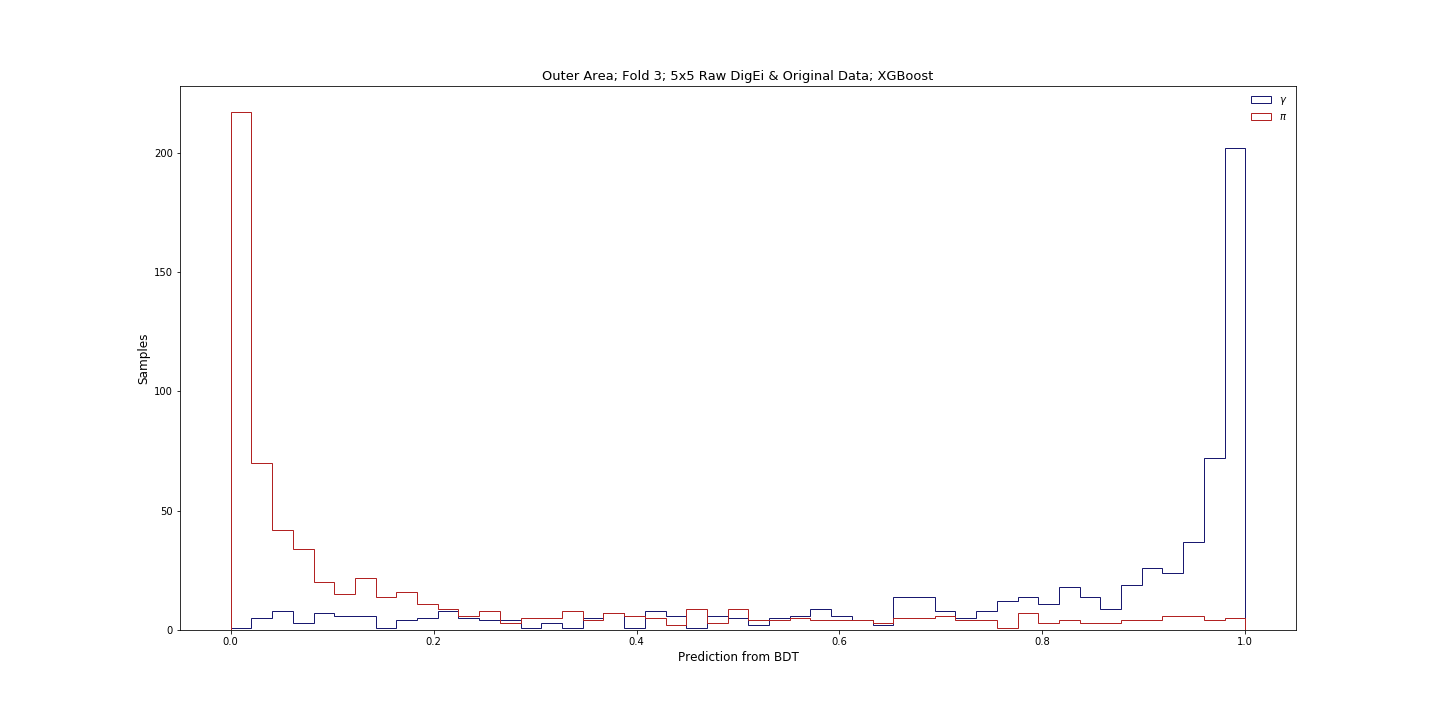 Outer Area; Fold 3; 5x5 Raw DigEi & Original Data; XGBoost
γ
π
200
150
100
50
0
Samples
0.0 0.2 0.4 0.6 0.8 1.0
Prediction from BDT